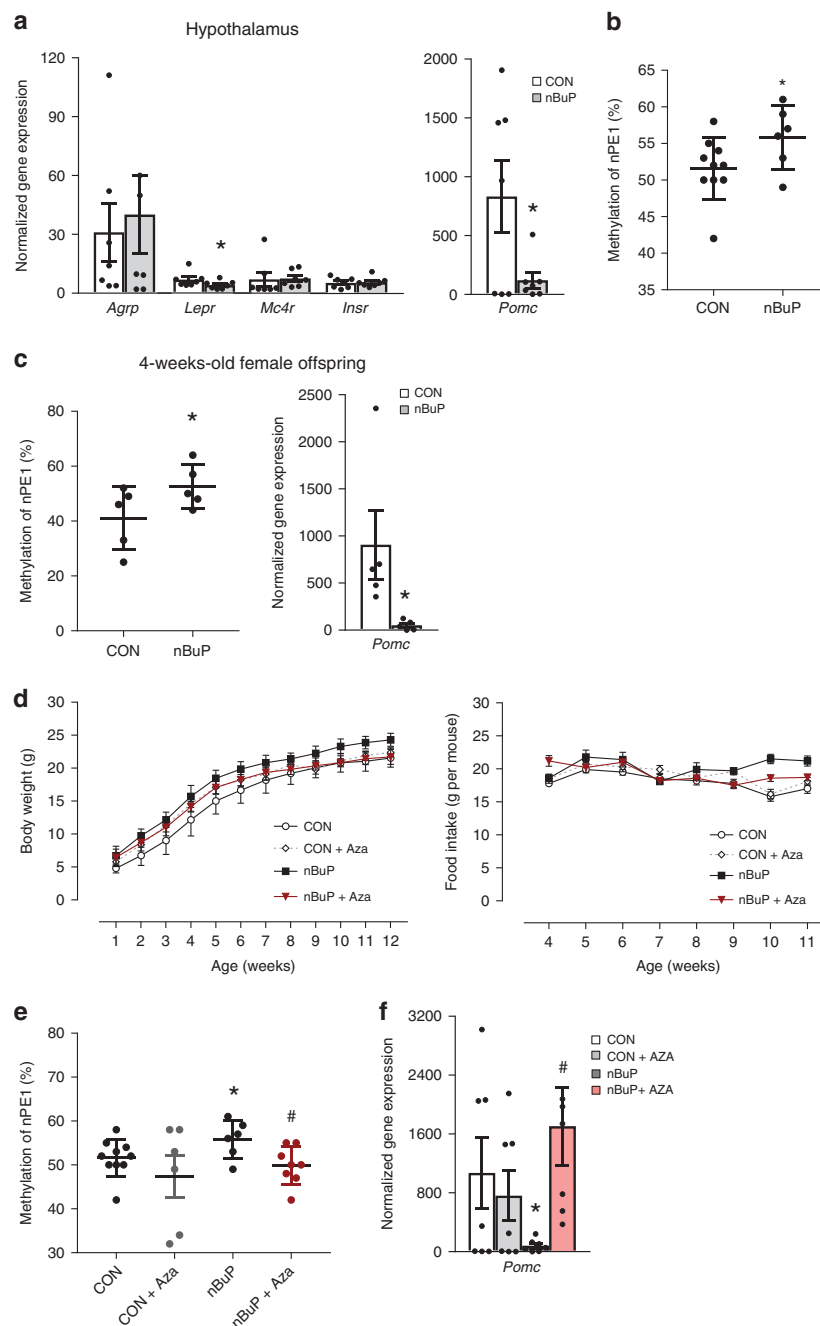 a
Hypothalamus
Normalized gene expression
120
90
60
30
0
Agrp Lepr Mc4r Insr
*
2000
1500
1000
500
0
CON
nBuP
*
Pomc
b
Methylation of nPE1 (%)
65
60
55
50
45
40
35
*
CON nBuP
c
4-weeks-old female offspring
Methylation of nPE1 (%)
80
60
40
20
0
*
CON nBuP
Normalized gene expression
2500
2000
1500
1000
500
0
CON
nBuP
*
Pomc
d
Body weight (g)
30
25
20
15
10
5
0
CON
CON + Aza
nBuP
nBuP + Aza
1 2 3 4 5 6 7 8 9 10 11 12
Age (weeks)
Food intake (g per mouse)
30
25
20
15
10
5
0
CON
CON + Aza
nBuP
nBuP + Aza
4 5 6 7 8 9 10 11
Age (weeks)
e
Methylation of nPE1 (%)
80
70
60
50
40
30
*
#
CON
CON + Aza
nBuP
nBuP + Aza
f
Normalized gene expression
3200
2400
1600
800
0
CON
CON + AZA
nBuP
nBuP+ AZA
*
#
Pomc